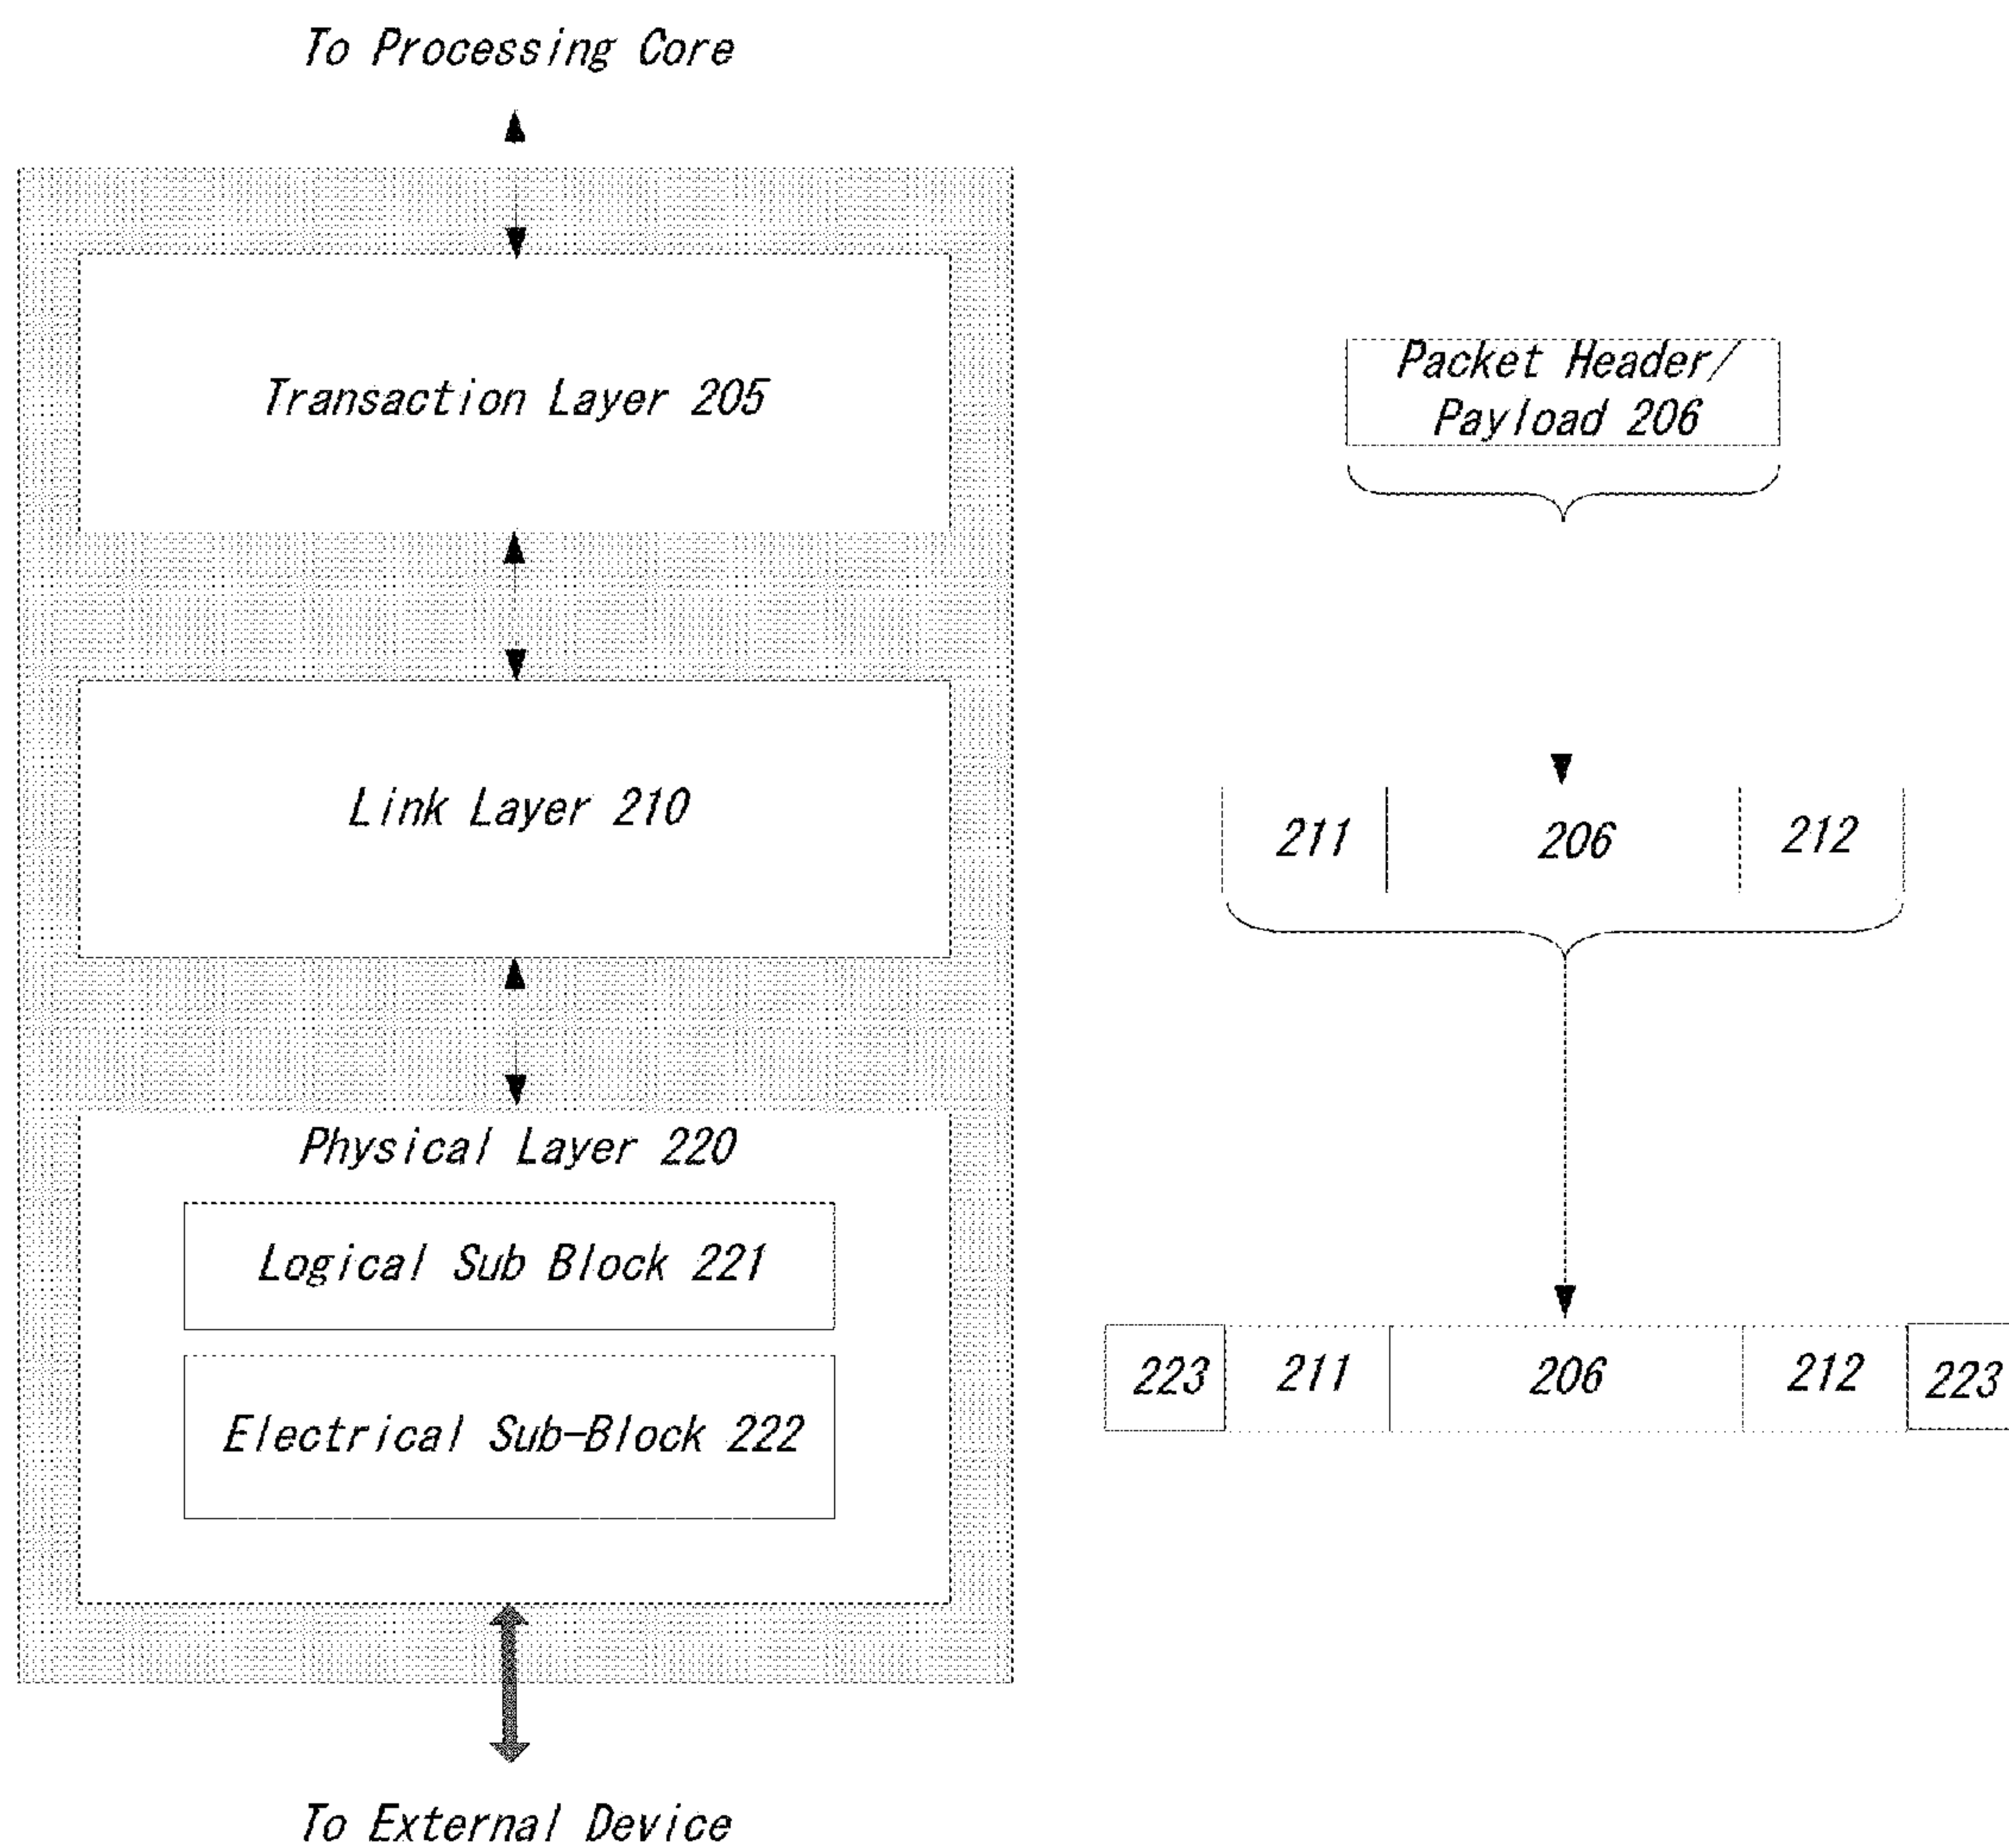 To Processing Core
Transaction Layer 205
Packet Header/
Payload 206
Link Layer 210
211 206 212
Physical Layer 220
Logical Sub Block 221
Electrical Sub-Block 222
223 211 206 212 223
To External Device